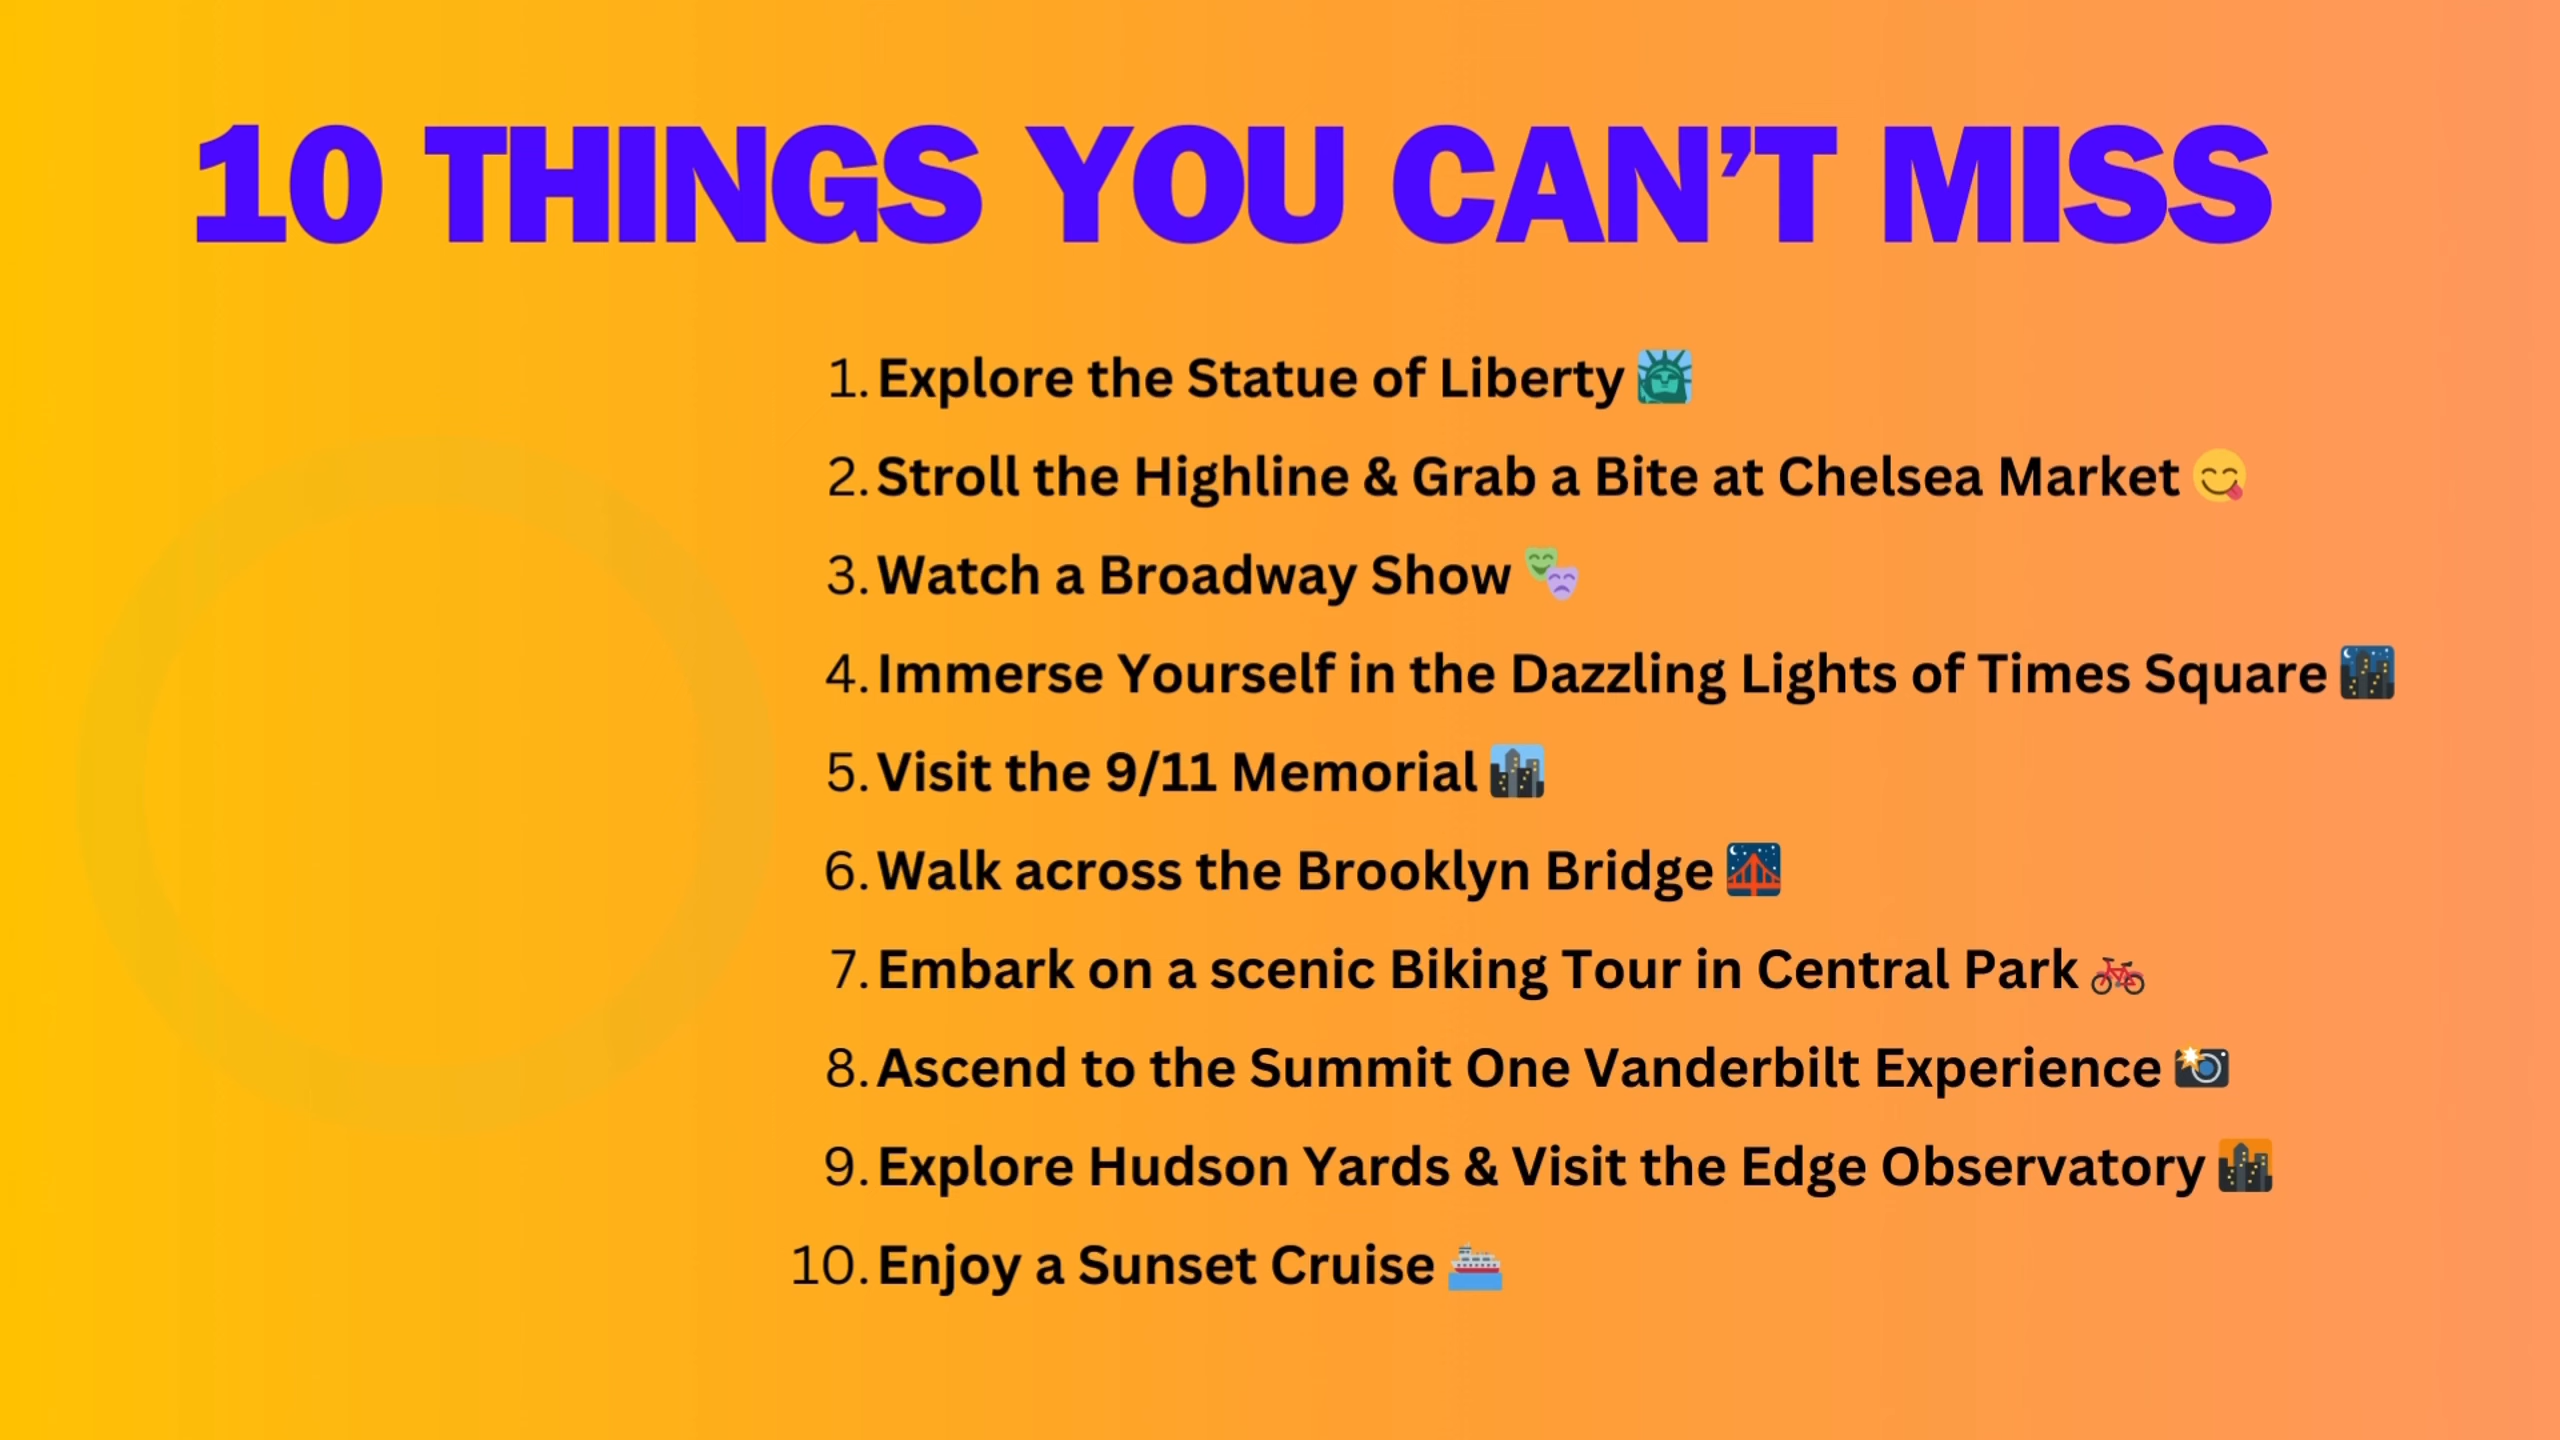 10 THINGS YOU CAN’T MISS
1. Explore the Statue of Liberty 🗽
2. Stroll the Highline & Grab a Bite at Chelsea Market 😋
3. Watch a Broadway Show 🎭
4. Immerse Yourself in the Dazzling Lights of Times Square 🌃
5. Visit the 9/11 Memorial 🏙️
6. Walk across the Brooklyn Bridge 🌉
7. Embark on a scenic Biking Tour in Central Park 🚲
8. Ascend to the Summit One Vanderbilt Experience 📸
9. Explore Hudson Yards & Visit the Edge Observatory 🌆
10. Enjoy a Sunset Cruise 🛳️